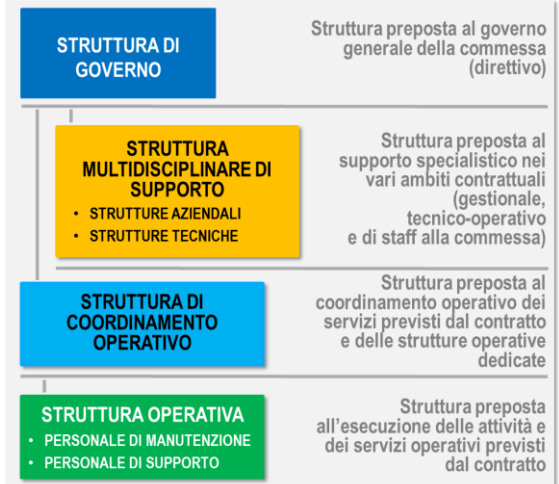 STRUTTURA DI
GOVERNO
Struttura preposta al governo
generale della commessa
(direttivo)
STRUTTURA
MULTIDISCIPLINARE DI
SUPPORTO
• STRUTTURE AZIENDALI
• STRUTTURE TECNICHE
Struttura preposta al
supporto specialistico nei
vari ambiti contrattuali
(gestionale,
tecnico-operativo
e di staff alla commessa)
STRUTTURA DI
COORDINAMENTO
OPERATIVO
Struttura preposta al
coordinamento operativo dei
servizi previsti dal contratto
e delle strutture operative
dedicate
STRUTTURA OPERATIVA
• PERSONALE DI MANUTENZIONE
• PERSONALE DI SUPPORTO
Struttura preposta
all'esecuzione delle attività e
dei servizi operativi previsti
dal contratto